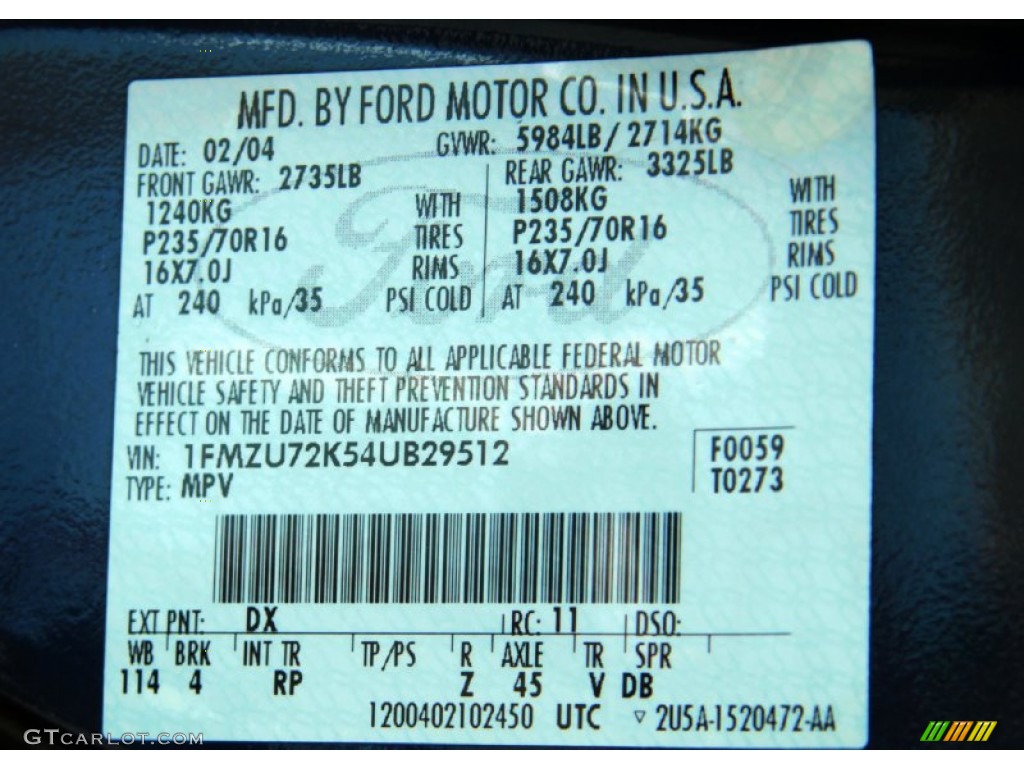 MFD. BY FORD MOTOR CO. IN U.S.A.
DATE: 02/04 GVWR: 5984LB/ 2714KG
FRONT GAWR: 2735LB REAR GAWR: 3325LB
1240KG WITH 1508KG WITH
P235/70R16 TIRES P235/70R16 TIRES
16X7.0J RIMS 16X7.0J RIMS
AT 240 kPa/35 PSI COLD AT 240 kPa/35 PSI COLD
Ford
THIS VEHICLE CONFORMS TO ALL APPLICABLE FEDERAL MOTOR
VEHICLE SAFETY AND THEFT PREVENTION STANDARDS IN
EFFECT ON THE DATE OF MANUFACTURE SHOWN ABOVE.
VIN: 1FMZU72K54UB29512 F0059
TYPE: MPV T0273
EXT PNT: DX RC: 11 DSO:
WB BRK INT TR TP/PS R AXLE TR SPR
114 4 RP Z 45 V DB
1200402102450 UTC ▽ 2U5A-1520472-AA
GTCARLOT.COM